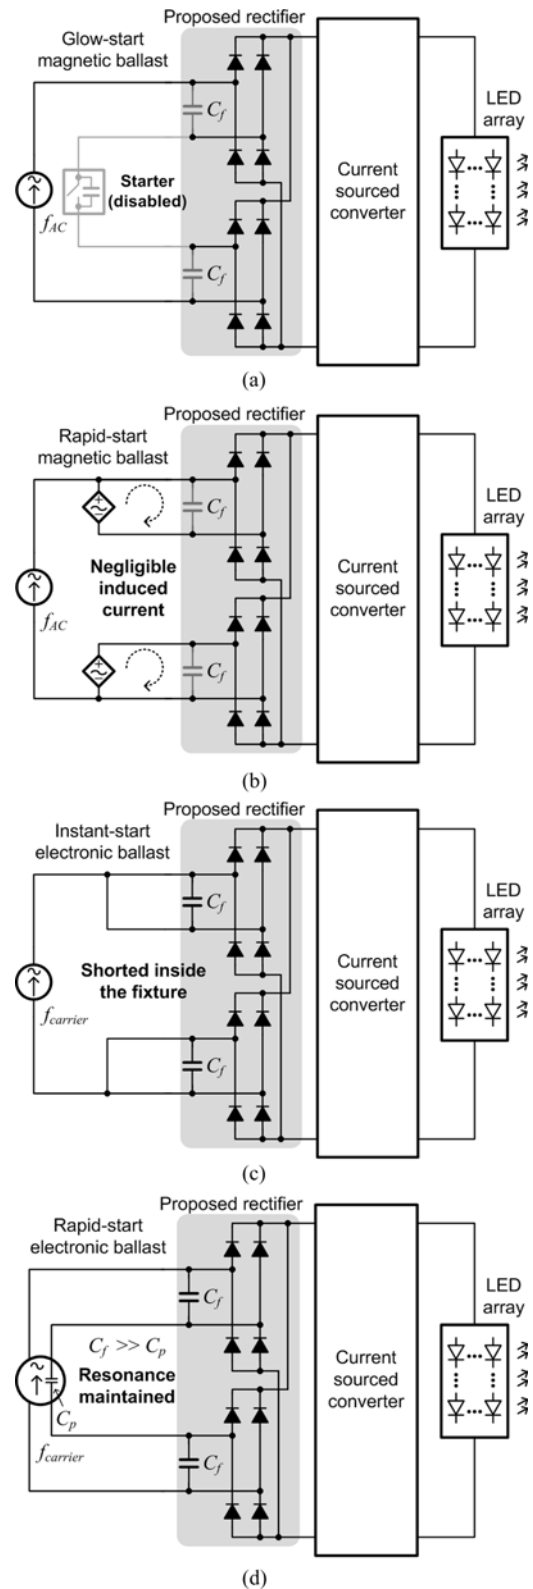 Proposed rectifier
Glow-start
magnetic ballast
C_f
LED
array
Starter
(disabled)
Current
sourced
converter
f_AC
C_f
(a)
Proposed rectifier
Rapid-start
magnetic ballast
C_f
LED
array
Negligible
induced
current
Current
sourced
converter
f_AC
C_f
(b)
Proposed rectifier
Instant-start
electronic ballast
C_f
LED
array
Shorted inside
the fixture
Current
sourced
converter
f_carrier
C_f
(c)
Proposed rectifier
Rapid-start
electronic ballast
C_f
LED
array
C_f >> C_p
Resonance
maintained
Current
sourced
converter
C_p
f_carrier
C_f
(d)